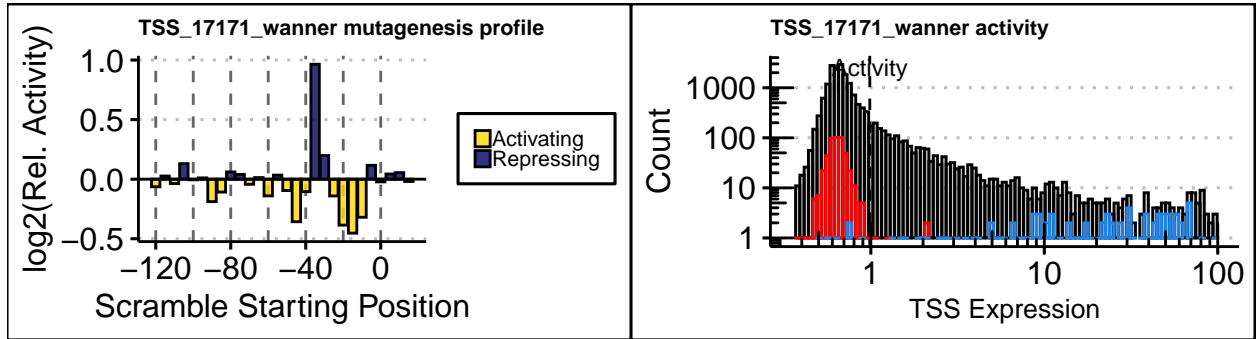 TSS_17171_wanner mutagenesis profile
log2(Rel. Activity)
1.0
0.5
0.0
−0.5
−120
−80
−40
0
Scramble Starting Position
Activating
Repressing
TSS_17171_wanner activity
Activity
Count
1000
100
10
1
1
10
100
TSS Expression